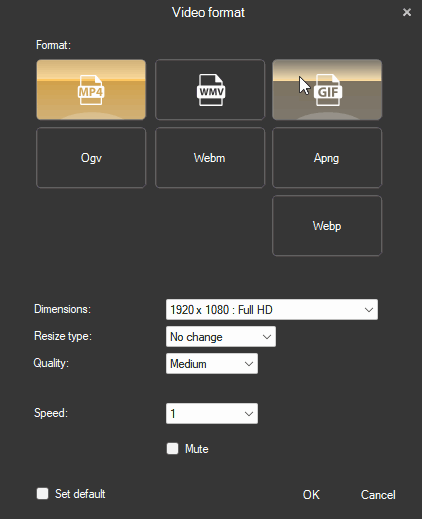 Video format
Format:
MP4
WMV
GIF
Ogv
Webm
Apng
Webp
Dimensions:
1920 x 1080 : Full HD
Resize type:
No change
Quality:
Medium
Speed:
1
Mute
Set default
OK
Cancel